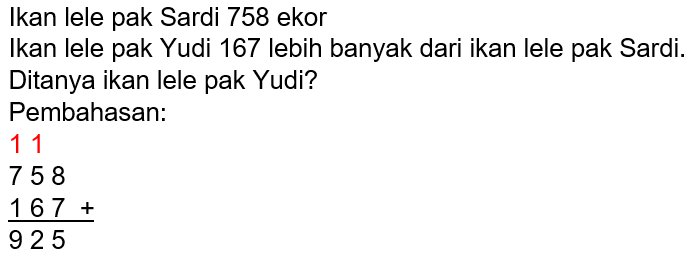 Ikan lele pak Sardi 758 ekor
Ikan lele pak Yudi 167 lebih banyak dari ikan lele pak Sardi.
Ditanya ikan lele pak Yudi?
Pembahasan:
1 1
7 5 8
1 6 7 +
9 2 5